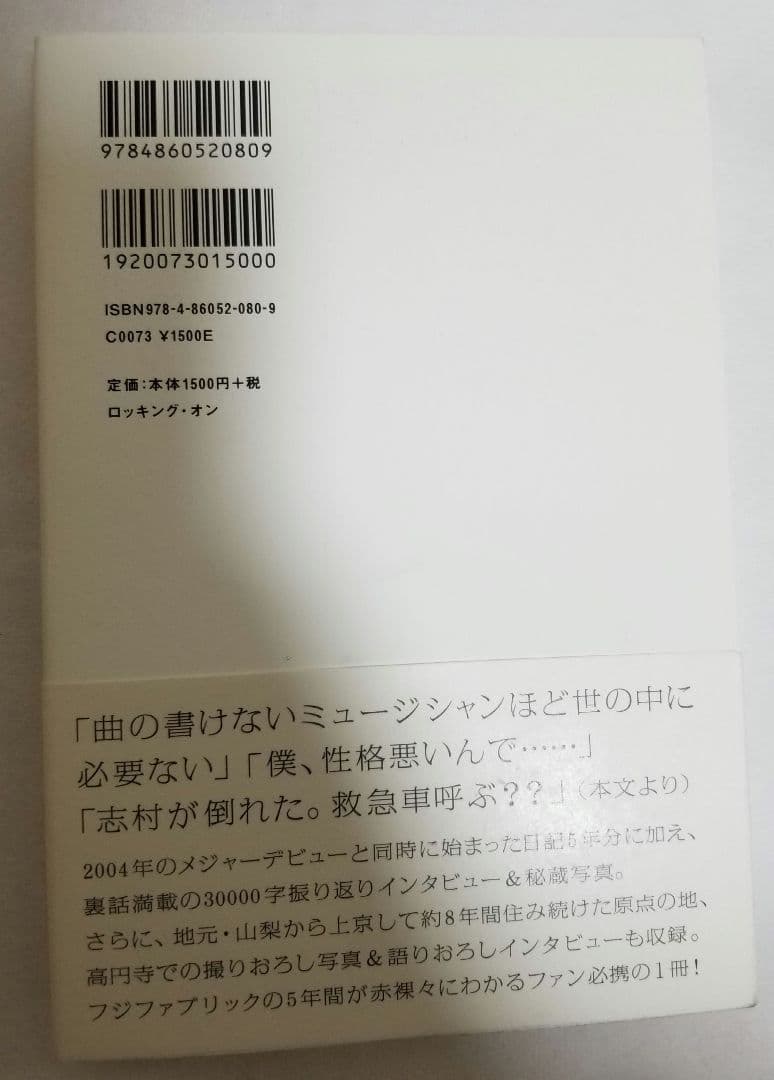 9784860520809
1920073015000
ISBN978-4-86052-080-9
C0073 ¥1500E
定価：本体1500円＋税
ロッキング・オン
「曲の書けないミュージシャンほど世の中に
必要ない」「僕、性格悪いんで……」
「志村が倒れた。救急車呼ぶ？？」（本文より）
2004年のメジャーデビューと同時に始まった日記5年分に加え、
裏話満載の30000字振り返りインタビュー＆秘蔵写真。
さらに、地元・山梨から上京して約8年間住み続けた原点の地、
高円寺での撮りおろし写真＆語りおろしインタビューも収録。
フジファブリックの5年間が赤裸々にわかるファン必携の1冊！